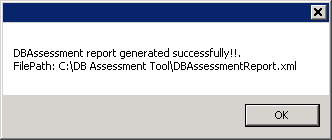 DBAssessment report generated successfully!!.
FilePath: C:\DB Assessment Tool\DBAssessmentReport.xml
OK